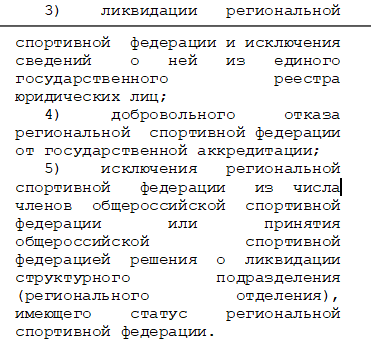 3) ликвидации региональной
спортивной федерации и исключения
сведений о ней из единого
государственного реестра
юридических лиц;
4) добровольного отказа
региональной спортивной федерации
от государственной аккредитации;
5) исключения региональной
спортивной федерации из числа
членов общероссийской спортивной
федерации или принятия
общероссийской спортивной
федерацией решения о ликвидации
структурного подразделения
(регионального отделения),
имеющего статус региональной
спортивной федерации.